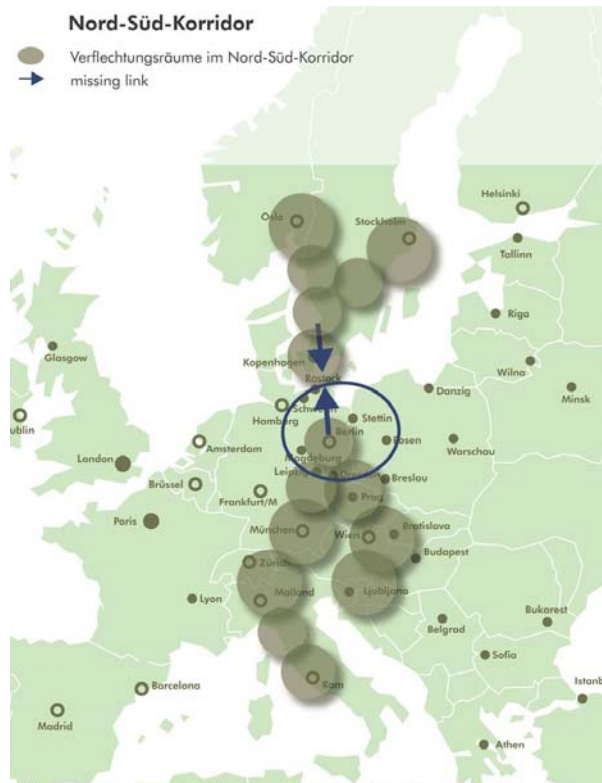 Nord-Süd-Korridor
Verflechtungsräume im Nord-Süd-Korridor
missing link
Helsinki
Oslo
Stockholm
Tallinn
Riga
Glasgow
Kopenhagen
Wilna
Rostock
Danzig
Minsk
Schwerin
Hamburg
Stettin
Berlin
Posen
Amsterdam
Warschau
London
Magdeburg
Leipzig
Dresden
Breslau
Brüssel
Frankfurt/M
Prag
Paris
München
Wien
Bratislava
Budapest
Zürich
Mailand
Ljubljana
Lyon
Bukarest
Belgrad
Sofia
Rom
Barcelona
Istanb
Madrid
Athen